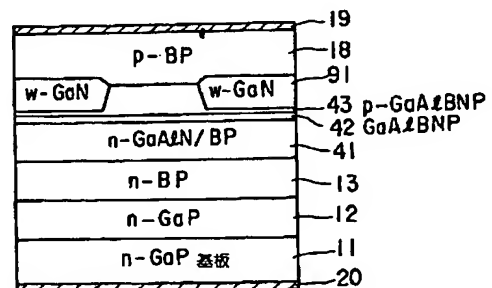 19
p-BP 18
w-GaN w-GaN 91
43 p-GaAlBNP
42 GaAlBNP
n-GaAlN/BP 41
n-BP 13
n-GaP 12
n-GaP 基板 11
20